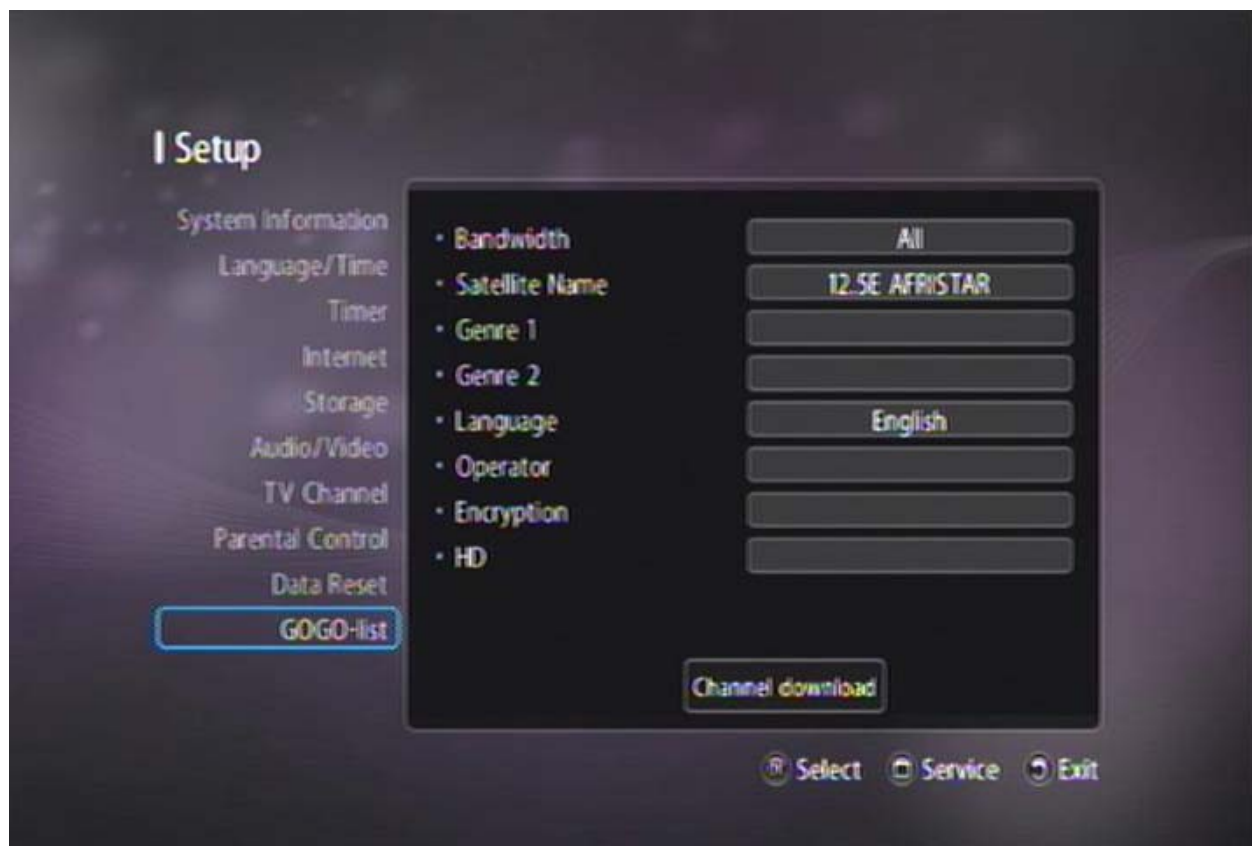 Setup
System Information
Language/Time
Timer
Internet
Storage
Audio/Video
TV Channel
Parental Control
Data Reset
GOGO-list
· Bandwidth All
· Satellite Name 12.5E AFRISTAR
· Genre 1
· Genre 2
· Language English
· Operator
· Encryption
· HD
Channel download
Select Service Exit